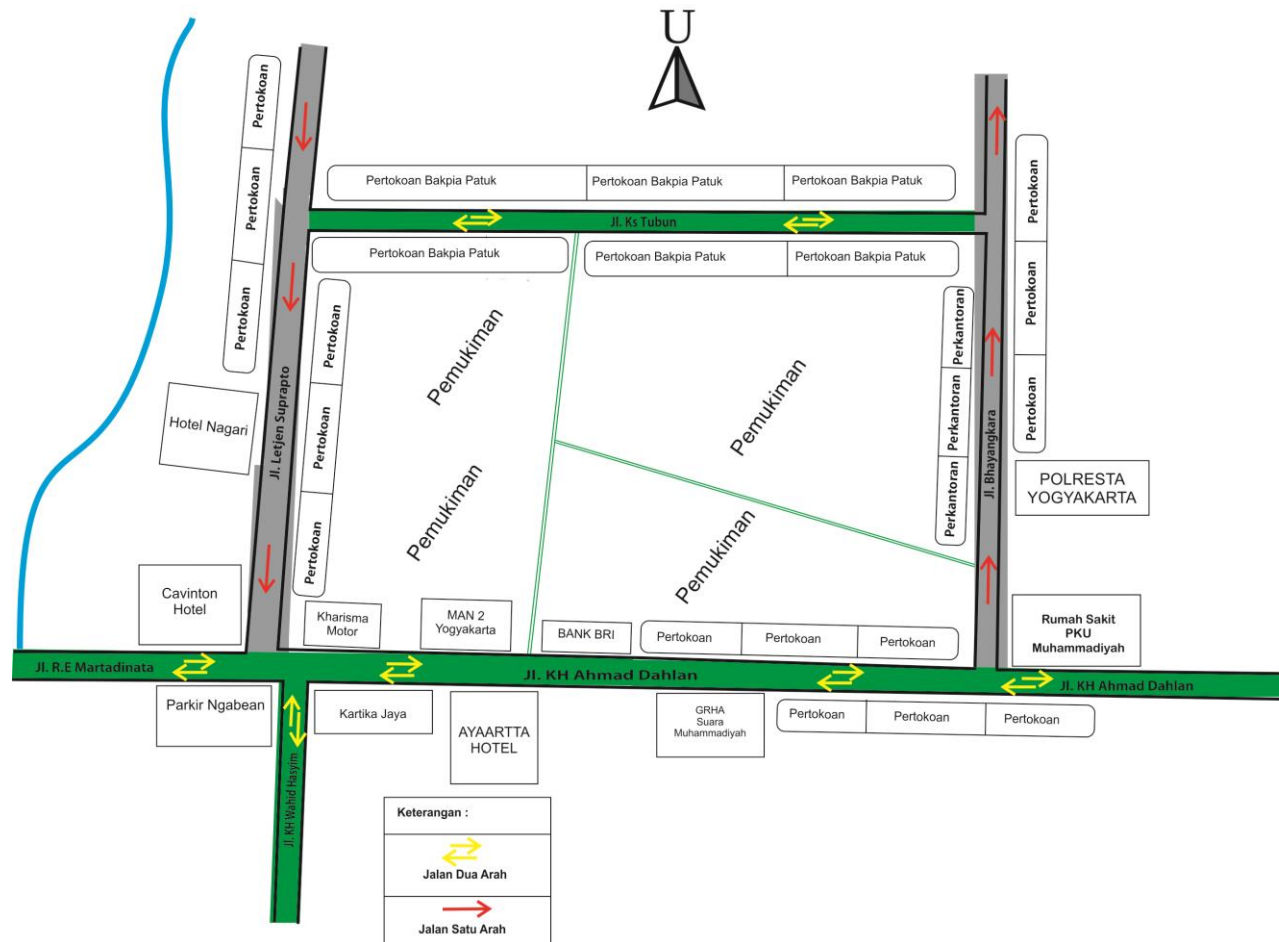 U
Pertokoan
Pertokoan
Pertokoan
Pertokoan Bakpia Patuk
Pertokoan Bakpia Patuk
Pertokoan Bakpia Patuk
Pertokoan
Pertokoan
Pertokoan
Jl. Ks Tubun
Pertokoan Bakpia Patuk
Pertokoan Bakpia Patuk
Pertokoan Bakpia Patuk
Pertokoan
Pertokoan
Pertokoan
Pemukiman
Pemukiman
Pemukiman
Pemukiman
Perkantoran
Perkantoran
Perkantoran
Hotel Nagari
Jl. Letjen Suprapto
Jl. Bhayangkara
POLRESTA
YOGYAKARTA
Cavinton
Hotel
Kharisma
Motor
MAN 2
Yogyakarta
BANK BRI
Pertokoan
Pertokoan
Pertokoan
Rumah Sakit
PKU
Muhammadiyah
Jl. R.E Martadinata
Jl. KH Ahmad Dahlan
Jl. KH Ahmad Dahlan
Parkir Ngabean
Kartika Jaya
AYAARTTA
HOTEL
GRHA
Suara
Muhammadiyah
Pertokoan
Pertokoan
Pertokoan
Jl. KH Wahid Hasyim
Keterangan :
Jalan Dua Arah
Jalan Satu Arah